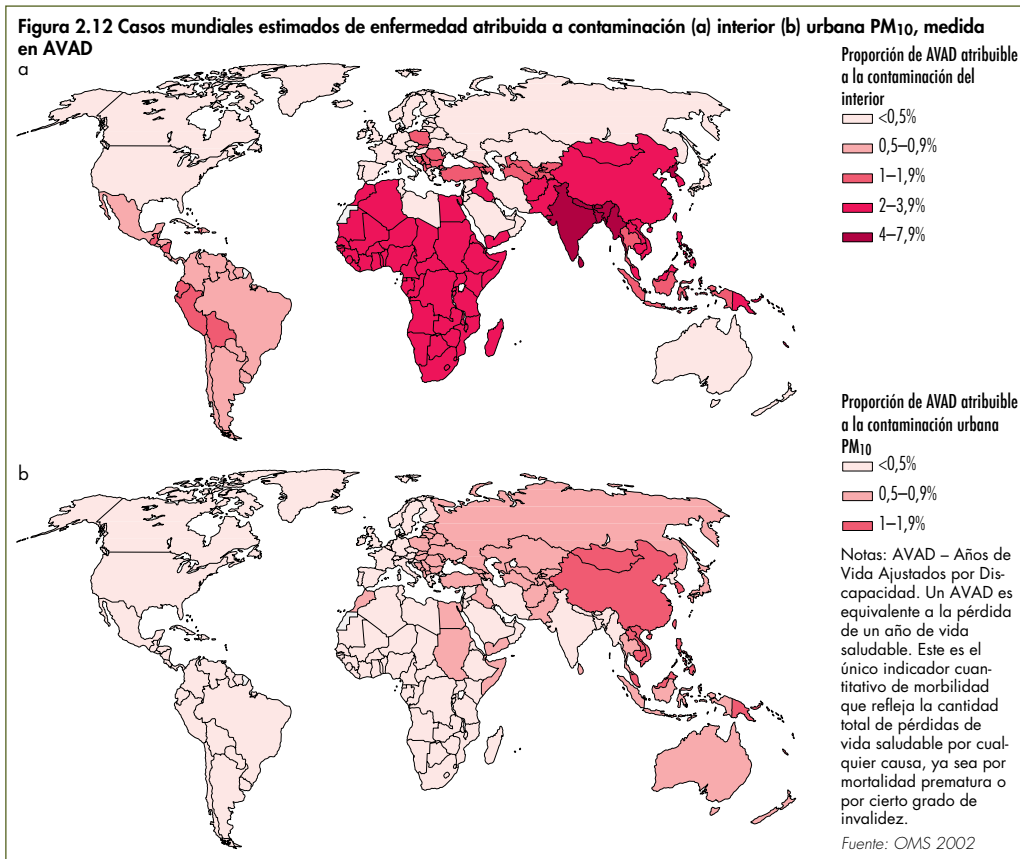 Figura 2.12 Casos mundiales estimados de enfermedad atribuida a contaminación (a) interior (b) urbana PM10, medida
en AVAD
a
Proporción de AVAD atribuible
a la contaminación del
interior
<0,5%
0,5–0,9%
1–1,9%
2–3,9%
4–7,9%
b
Proporción de AVAD atribuible
a la contaminación urbana
PM10
<0,5%
0,5–0,9%
1–1,9%
Notas: AVAD – Años de
Vida Ajustados por Dis-
capacidad. Un AVAD es
equivalente a la pérdida
de un año de vida
saludable. Este es el
único indicador cuan-
titativo de morbilidad
que refleja la cantidad
total de pérdidas de
vida saludable por cual-
quier causa, ya sea por
mortalidad prematura o
por cierto grado de
invalidez.
Fuente: OMS 2002